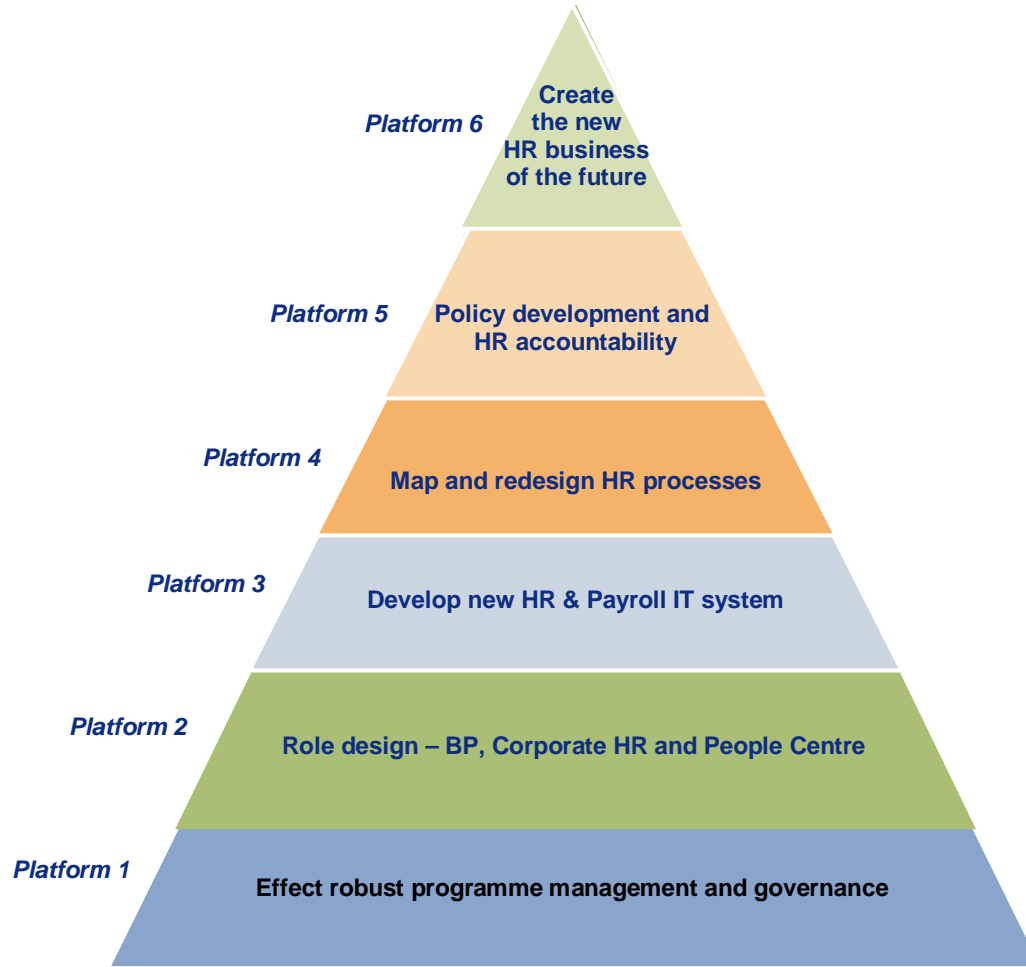 Create
the new
Platform 6
HR business
of the future
Platform 5
Policy development and
HR accountability
Platform 4
Map and redesign HR processes
Platform 3
Develop new HR & Payroll IT system
Platform 2
Role design – BP, Corporate HR and People Centre
Platform 1
Effect robust programme management and governance